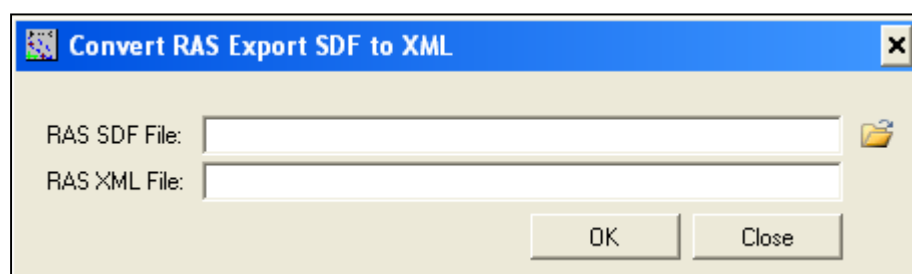 Convert RAS Export SDF to XML
RAS SDF File:
RAS XML File:
OK Close